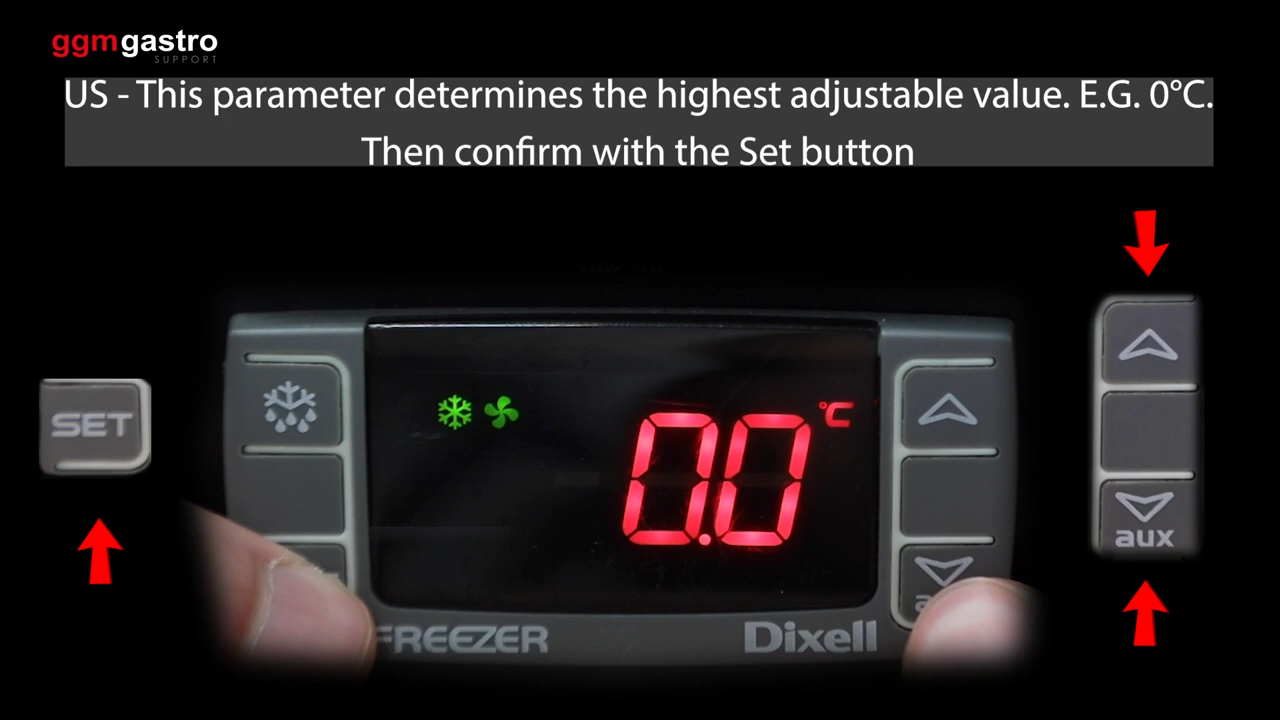 ggmgastro
SUPPORT
US - This parameter determines the highest adjustable value. E.G. 0°C.
Then confirm with the Set button
SET
0.0 °C
aux
FREEZER
Dixell